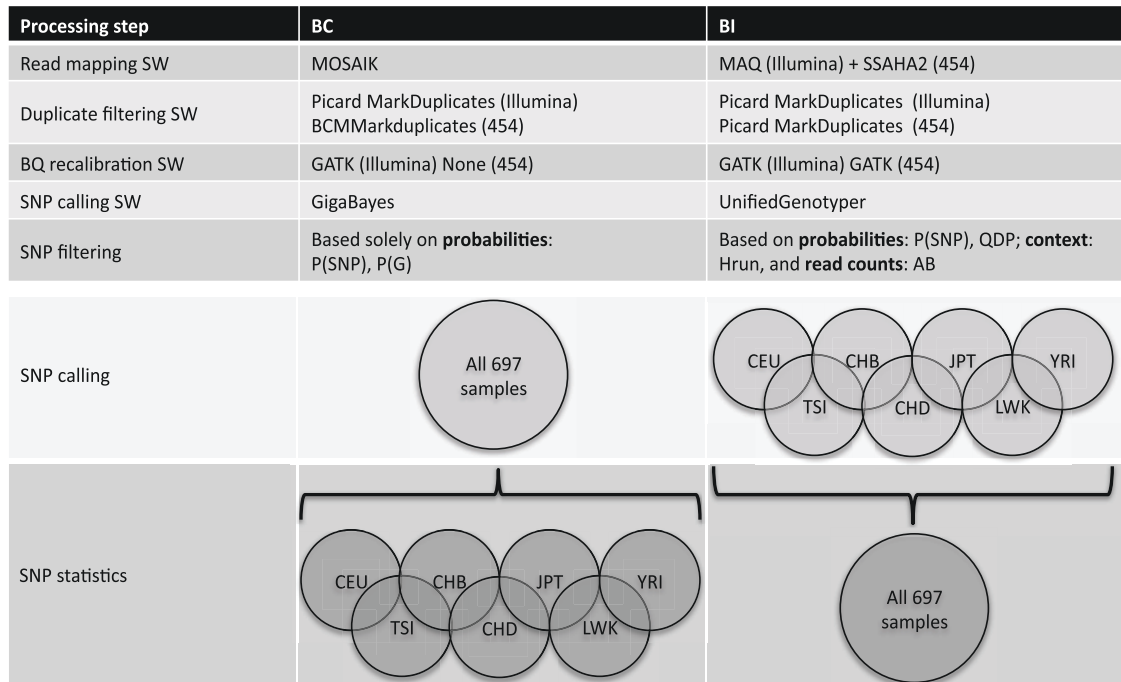 Processing step BC BI
Read mapping SW MOSAIK MAQ (Illumina) + SSAHA2 (454)
Duplicate filtering SW
Picard MarkDuplicates (Illumina)
BCMMarkduplicates (454)
Picard MarkDuplicates (Illumina)
Picard MarkDuplicates (454)
BQ recalibration SW GATK (Illumina) None (454) GATK (Illumina) GATK (454)
SNP calling SW GigaBayes UnifiedGenotyper
SNP filtering
Based solely on probabilities:
P(SNP), P(G)
Based on probabilities: P(SNP), QDP; context:
Hrun, and read counts: AB
SNP calling
All 697
samples
CEU CHB JPT YRI
TSI CHD LWK
SNP statistics
CEU CHB JPT YRI
TSI CHD LWK
All 697
samples